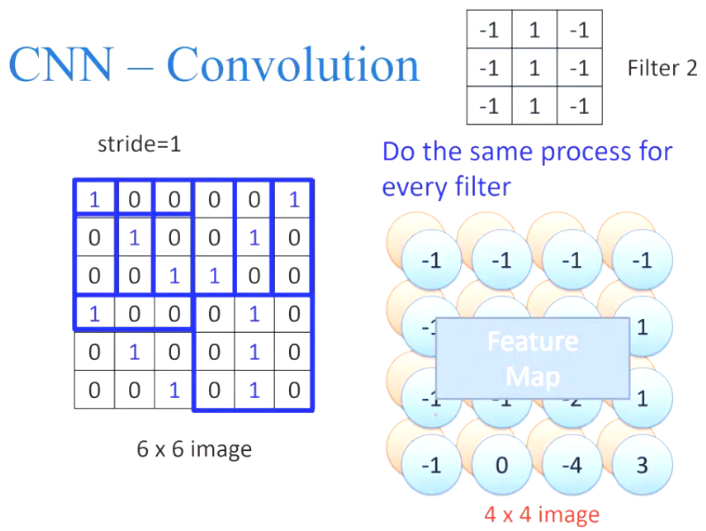 CNN – Convolution
-1 1 -1
-1 1 -1
-1 1 -1
Filter 2
stride=1
Do the same process for
every filter
1 0 0 0 0 1
0 1 0 0 1 0
0 0 1 1 0 0
1 0 0 0 1 0
0 1 0 0 1 0
0 0 1 0 1 0
6 x 6 image
-1 -1 -1 -1
-1 1
Feature
Map
-1 -1 -2 1
-1 0 -4 3
4 x 4 image